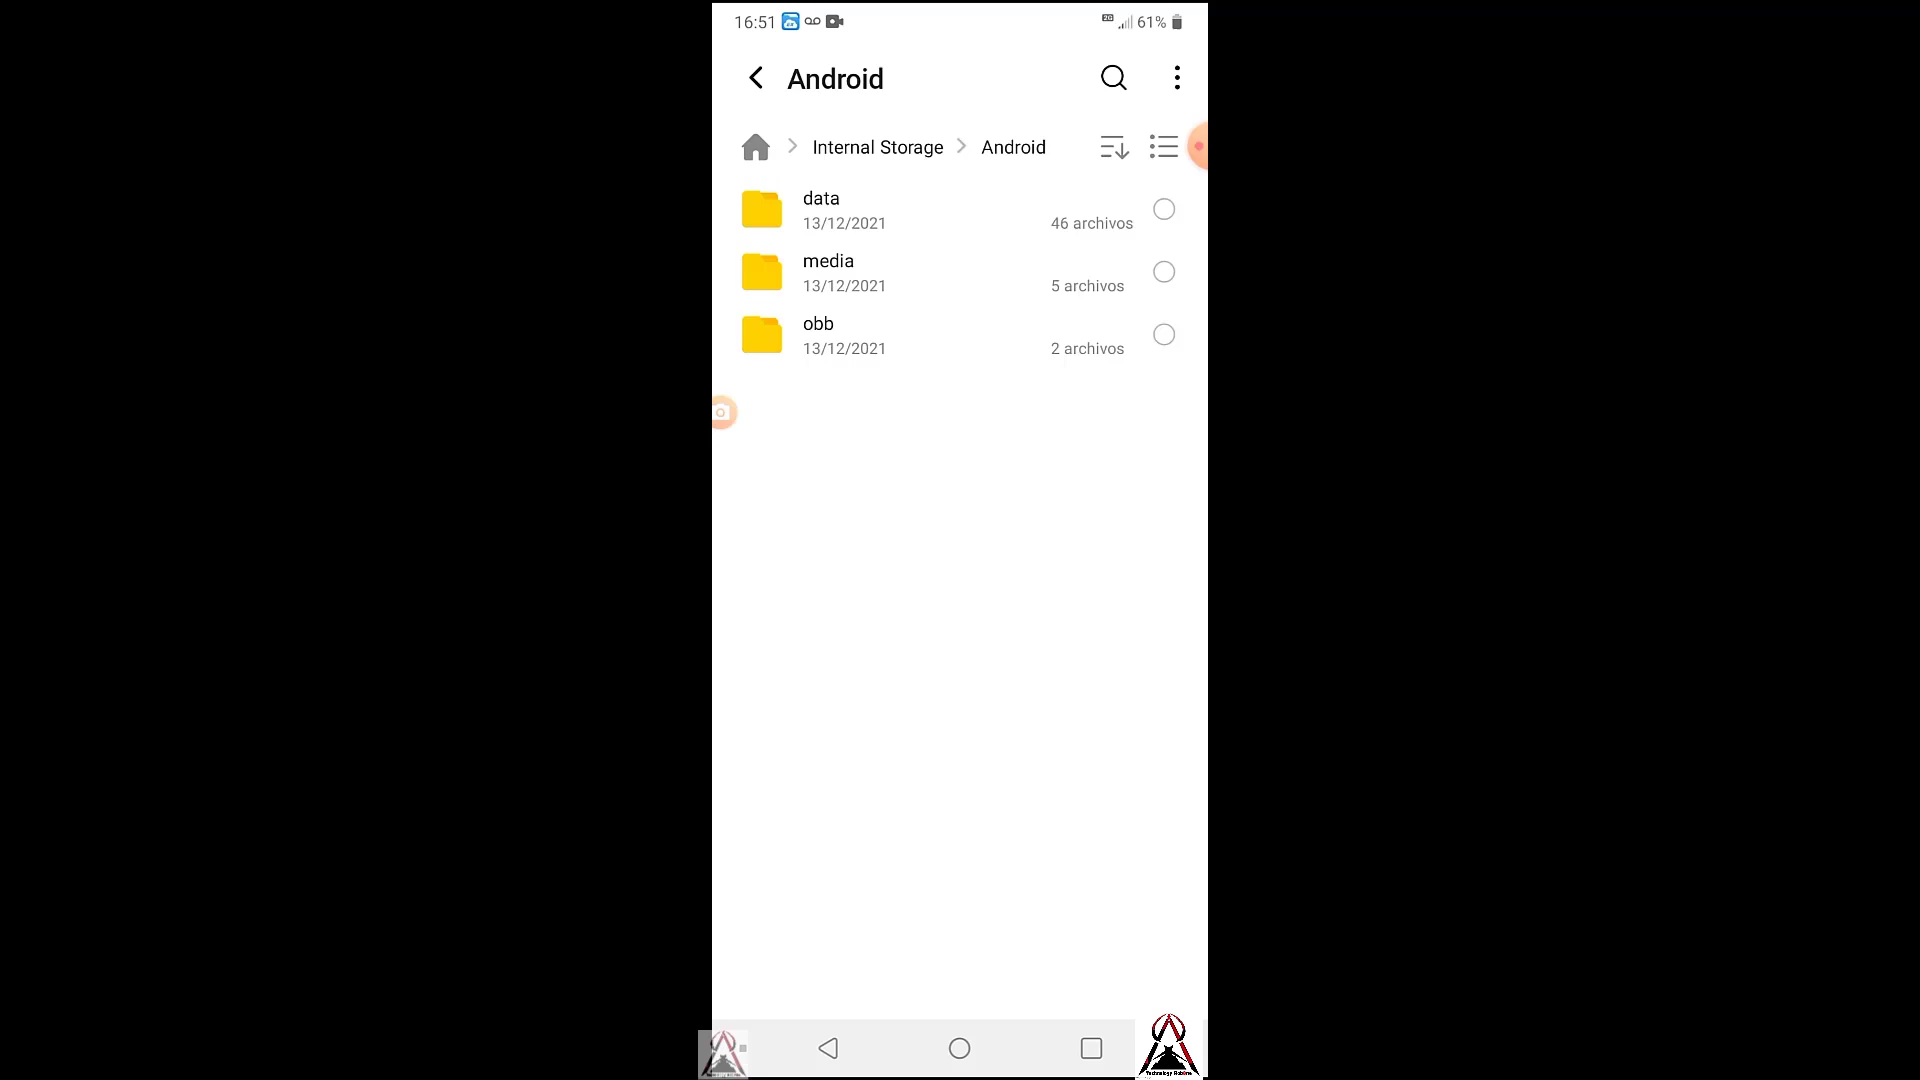 16:51 2G 61%
Android
Internal Storage Android
data
13/12/2021 46 archivos
media
13/12/2021 5 archivos
obb
13/12/2021 2 archivos